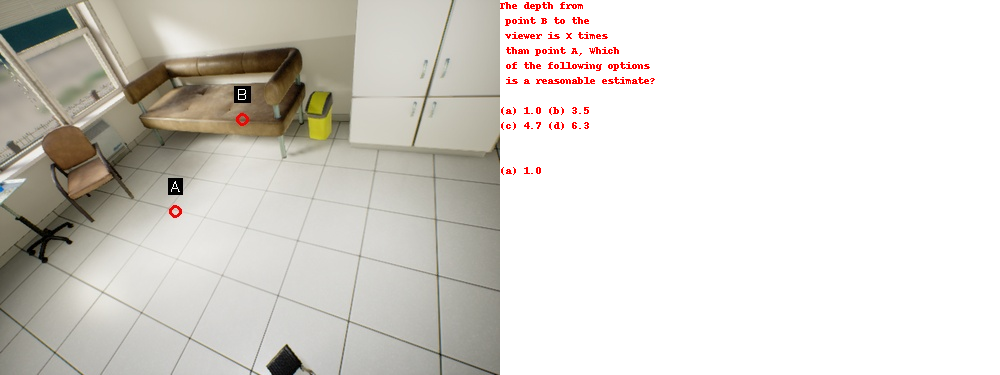 B
A
The depth from
point B to the
viewer is X times
than point A, Which
of the following options
is a reasonable estimate?
(a) 1.0 (b) 3.5
(c) 4.7 (d) 6.3
(a) 1.0